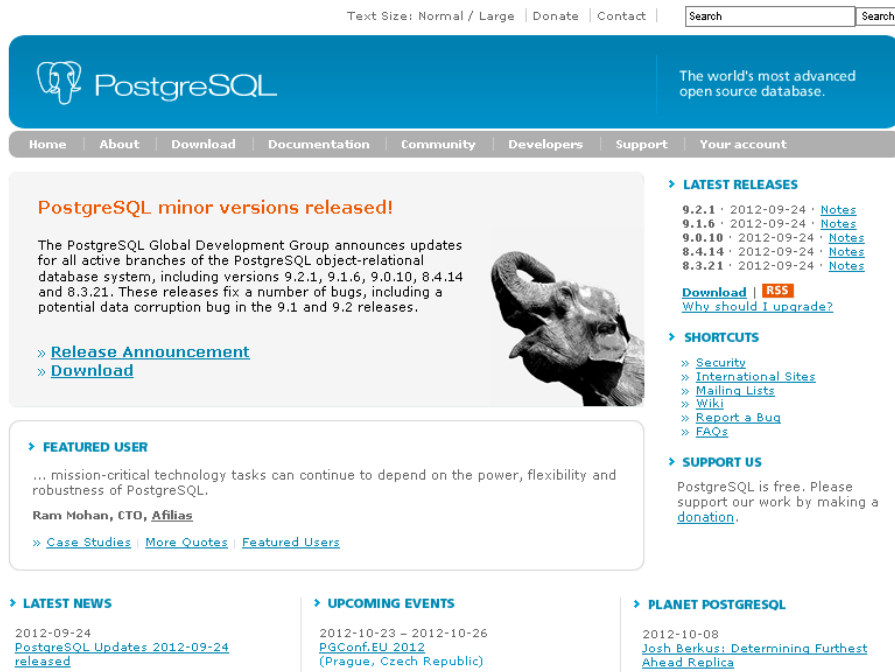 Text Size: Normal / Large | Donate | Contact |
Search
Search
PostgreSQL
The world's most advanced
open source database.
Home | About | Download | Documentation | Community | Developers | Support | Your account
PostgreSQL minor versions released!
The PostgreSQL Global Development Group announces updates
for all active branches of the PostgreSQL object-relational
database system, including versions 9.2.1, 9.1.6, 9.0.10, 8.4.14
and 8.3.21. These releases fix a number of bugs, including a
potential data corruption bug in the 9.1 and 9.2 releases.
» Release Announcement
» Download
FEATURED USER
... mission-critical technology tasks can continue to depend on the power, flexibility and
robustness of PostgreSQL.
Ram Mohan, CTO, Afilias
» Case Studies | More Quotes | Featured Users
LATEST RELEASES
9.2.1 · 2012-09-24 · Notes
9.1.6 · 2012-09-24 · Notes
9.0.10 · 2012-09-24 · Notes
8.4.14 · 2012-09-24 · Notes
8.3.21 · 2012-09-24 · Notes
Download | RSS
Why should I upgrade?
SHORTCUTS
» Security
» International Sites
» Mailing Lists
» Wiki
» Report a Bug
» FAQs
SUPPORT US
PostgreSQL is free. Please
support our work by making a
donation.
LATEST NEWS
2012-09-24
PostgreSQL Updates 2012-09-24
released
UPCOMING EVENTS
2012-10-23 – 2012-10-26
PGConf.EU 2012
(Prague, Czech Republic)
PLANET POSTGRESQL
2012-10-08
Josh Berkus: Determining Furthest
Ahead Replica